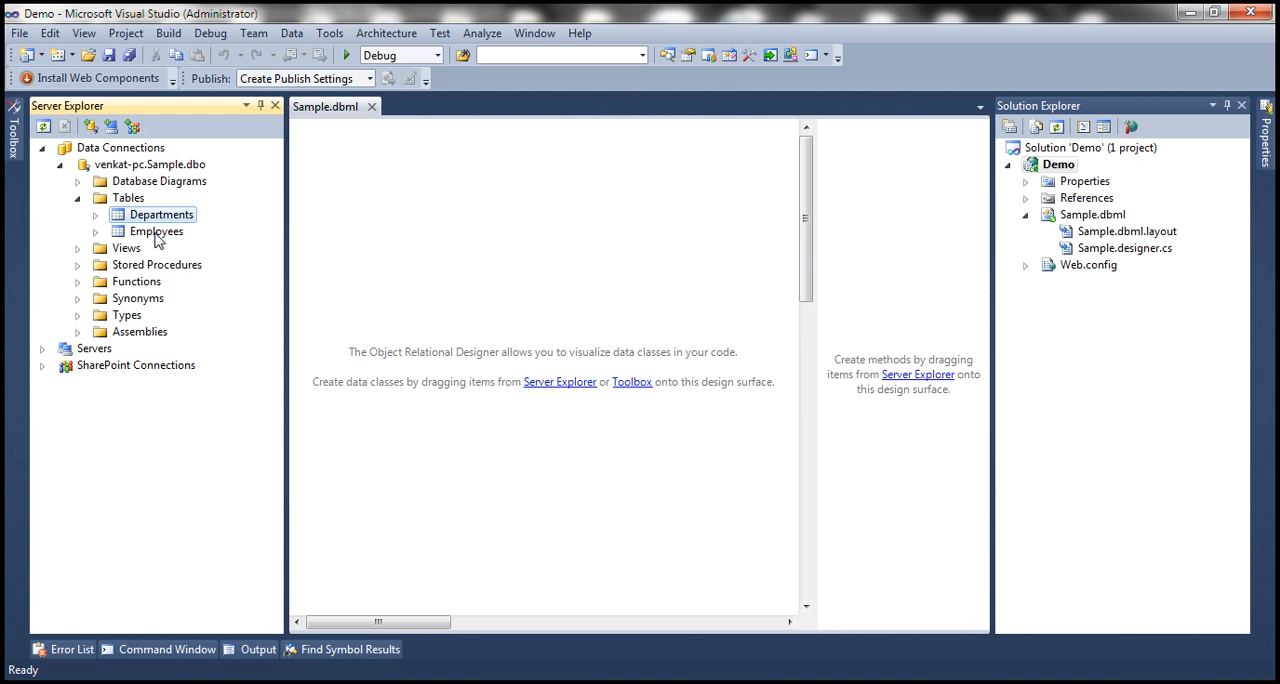 Demo - Microsoft Visual Studio (Administrator)
File Edit View Project Build Debug Team Data Tools Architecture Test Analyze Window Help
Debug
Install Web Components Publish: Create Publish Settings
Server Explorer
Data Connections
venkat-pc.Sample.dbo
Database Diagrams
Tables
Departments
Employees
Views
Stored Procedures
Functions
Synonyms
Types
Assemblies
Servers
SharePoint Connections
Toolbox
Sample.dbml
The Object Relational Designer allows you to visualize data classes in your code.
Create data classes by dragging items from Server Explorer or Toolbox onto this design surface.
Create methods by dragging
items from Server Explorer onto
this design surface.
Solution Explorer
Solution 'Demo' (1 project)
Demo
Properties
References
Sample.dbml
Sample.dbml.layout
Sample.designer.cs
Web.config
Properties
Error List Command Window Output Find Symbol Results
Ready